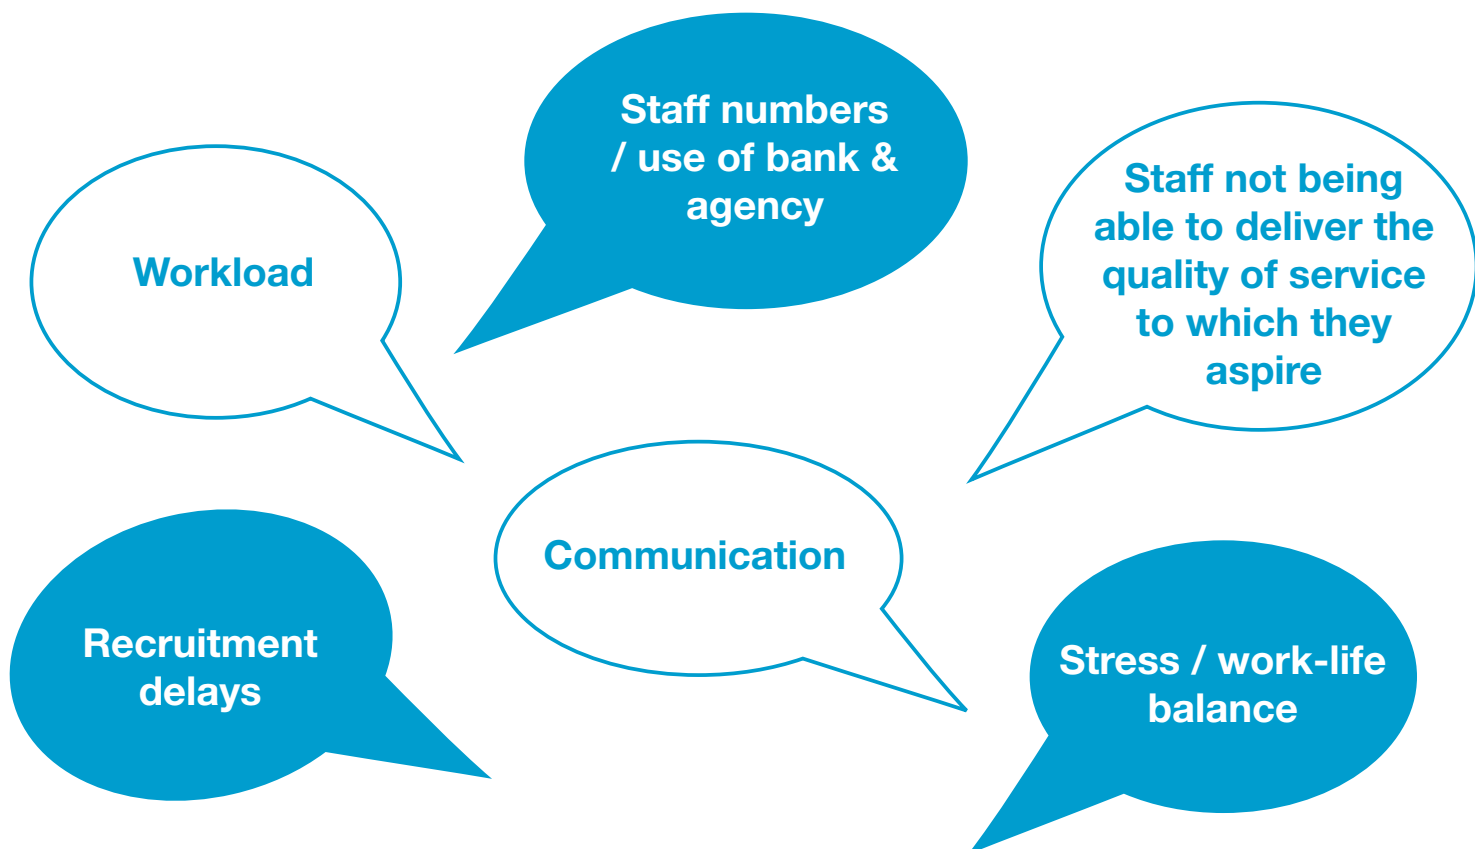 Staff numbers
/ use of bank &
agency
Workload
Staff not being
able to deliver the
quality of service
to which they
aspire
Communication
Recruitment
delays
Stress / work-life
balance